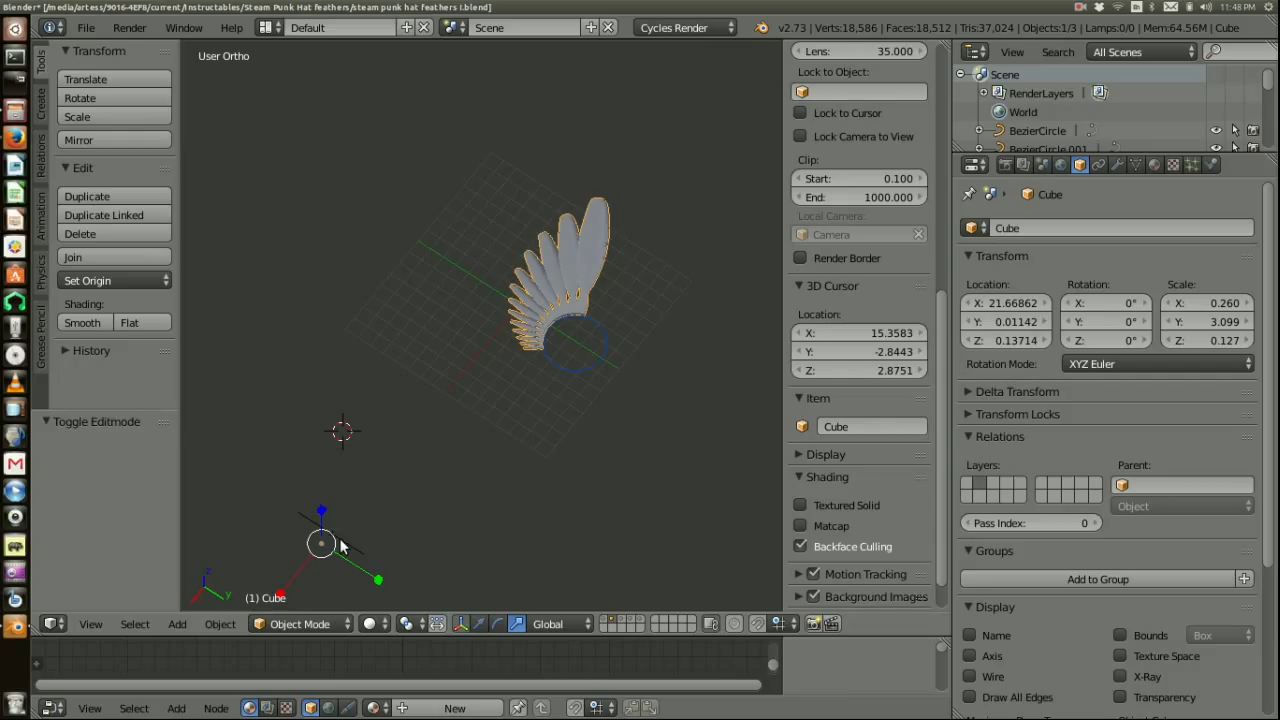 Blender* [/media/artess/9016-4EF8/current/Instructables/Steam Punk Hat feathers/steam punk hat feathers I.blend]
11:48 PM
File Render Window Help Default Scene Cycles Render v2.73 | Verts:18,586 | Faces:18,512 | Tris:37,024 | Objects:1/3 | Lamps:0/0 | Mem:64.56M | Cube
Tools
Create
Relations
Animation
Physics
Grease Pencil
Transform
Translate
Rotate
Scale
Mirror
Edit
Duplicate
Duplicate Linked
Delete
Join
Set Origin
Shading:
Smooth Flat
History
Toggle Editmode
User Ortho
z
y
(1) Cube
View Select Add Object Object Mode Global
View Select Add Node New
Lens: 35.000
Lock to Object:
Lock to Cursor
Lock Camera to View
Clip:
Start: 0.100
End: 1000.000
Local Camera:
Camera
Render Border
3D Cursor
Location:
X: 15.3583
Y: -2.8443
Z: 2.8751
Item
Cube
Display
Shading
Textured Solid
Matcap
Backface Culling
Motion Tracking
Background Images
View Search All Scenes
Scene
RenderLayers
World
BezierCircle
BezierCircle.001
Cube
Cube
Transform
Location: Rotation: Scale:
X: 21.66862 X: 0° X: 0.260
Y: 0.01142 Y: 0° Y: 3.099
Z: 0.13714 Z: 0° Z: 0.127
Rotation Mode: XYZ Euler
Delta Transform
Transform Locks
Relations
Layers: Parent:
Object
Pass Index: 0
Groups
Add to Group
Display
Name Bounds Box
Axis Texture Space
Wire X-Ray
Draw All Edges Transparency